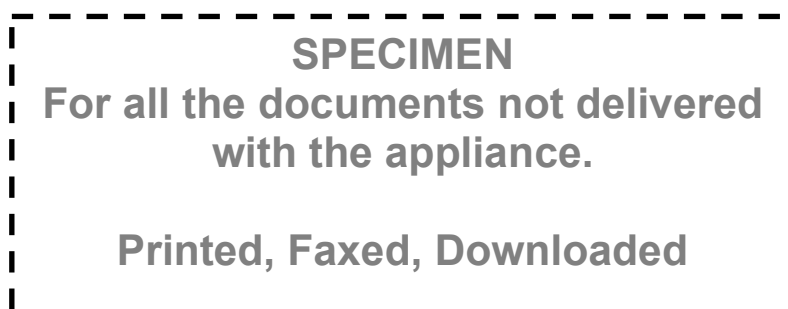 SPECIMEN
For all the documents not delivered
with the appliance.
Printed, Faxed, Downloaded